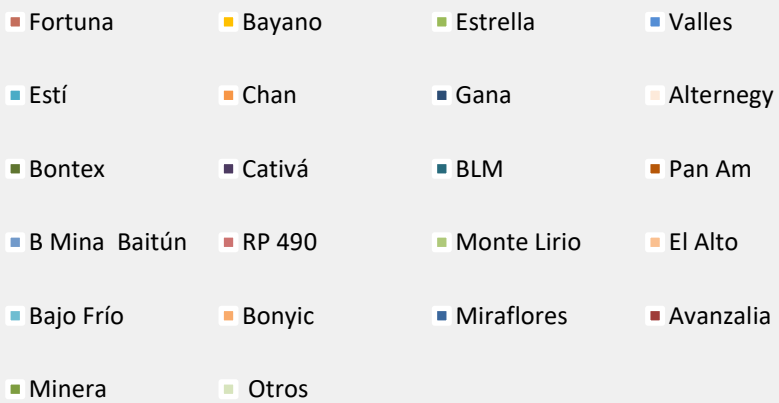 Fortuna Bayano Estrella Valles
Estí Chan Gana Alternegy
Bontex Cativá BLM Pan Am
B Mina Baitún RP 490 Monte Lirio El Alto
Bajo Frío Bonyic Miraflores Avanzalia
Minera Otros